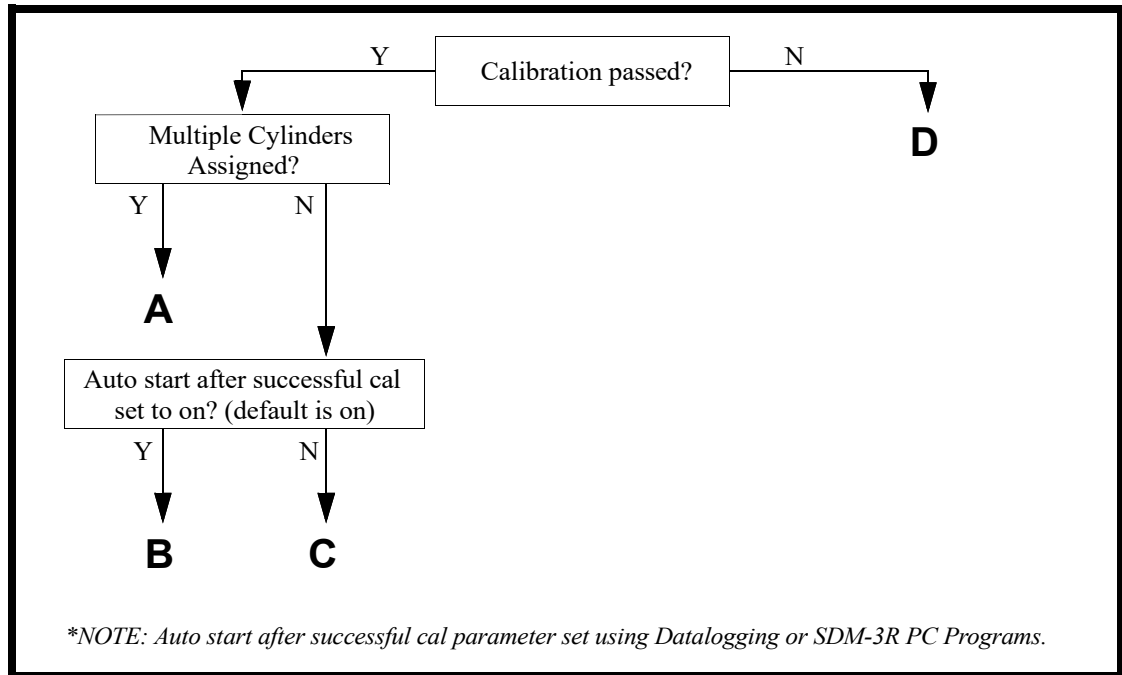 Y
Calibration passed?
N
Multiple Cylinders
Assigned?
D
Y
N
A
Auto start after successful cal
set to on? (default is on)
Y
N
B
C
*NOTE: Auto start after successful cal parameter set using Datalogging or SDM-3R PC Programs.